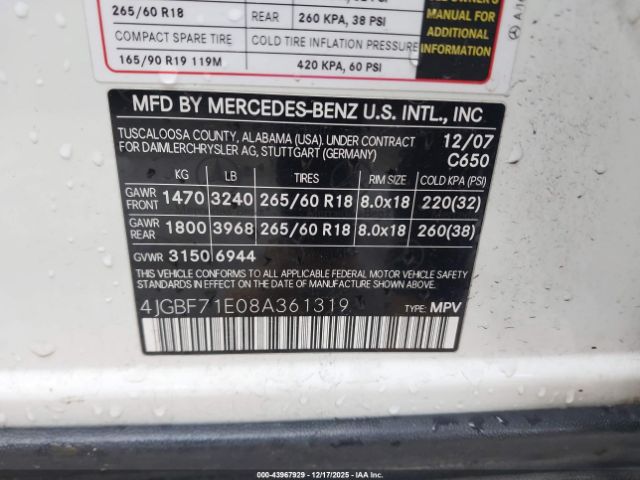 265/60 R18
REAR
260 KPA, 38 PSI
MANUAL FOR
ADDITIONAL
INFORMATION
COMPACT SPARE TIRE
COLD TIRE INFLATION PRESSURE
165/90 R19 119M
420 KPA, 60 PSI
MFD BY MERCEDES-BENZ U.S. INTL., INC
TUSCALOOSA COUNTY, ALABAMA (USA). UNDER CONTRACT 12/07
FOR DAIMLERCHRYSLER AG, STUTTGART (GERMANY) C650
KG LB TIRES RIM SIZE COLD KPA (PSI)
GAWR FRONT 1470 3240 265/60 R18 8.0x18 220(32)
GAWR REAR 1800 3968 265/60 R18 8.0x18 260(38)
GVWR 3150 6944
THIS VEHICLE CONFORMS TO ALL APPLICABLE FEDERAL MOTOR VEHICLE SAFETY
STANDARDS IN EFFECT ON THE DATE OF MANUFACTURE SHOWN ABOVE.
4JGBF71E08A361319 TYPE: MPV
000-43967929 - 12/17/2025 - IAA Inc.